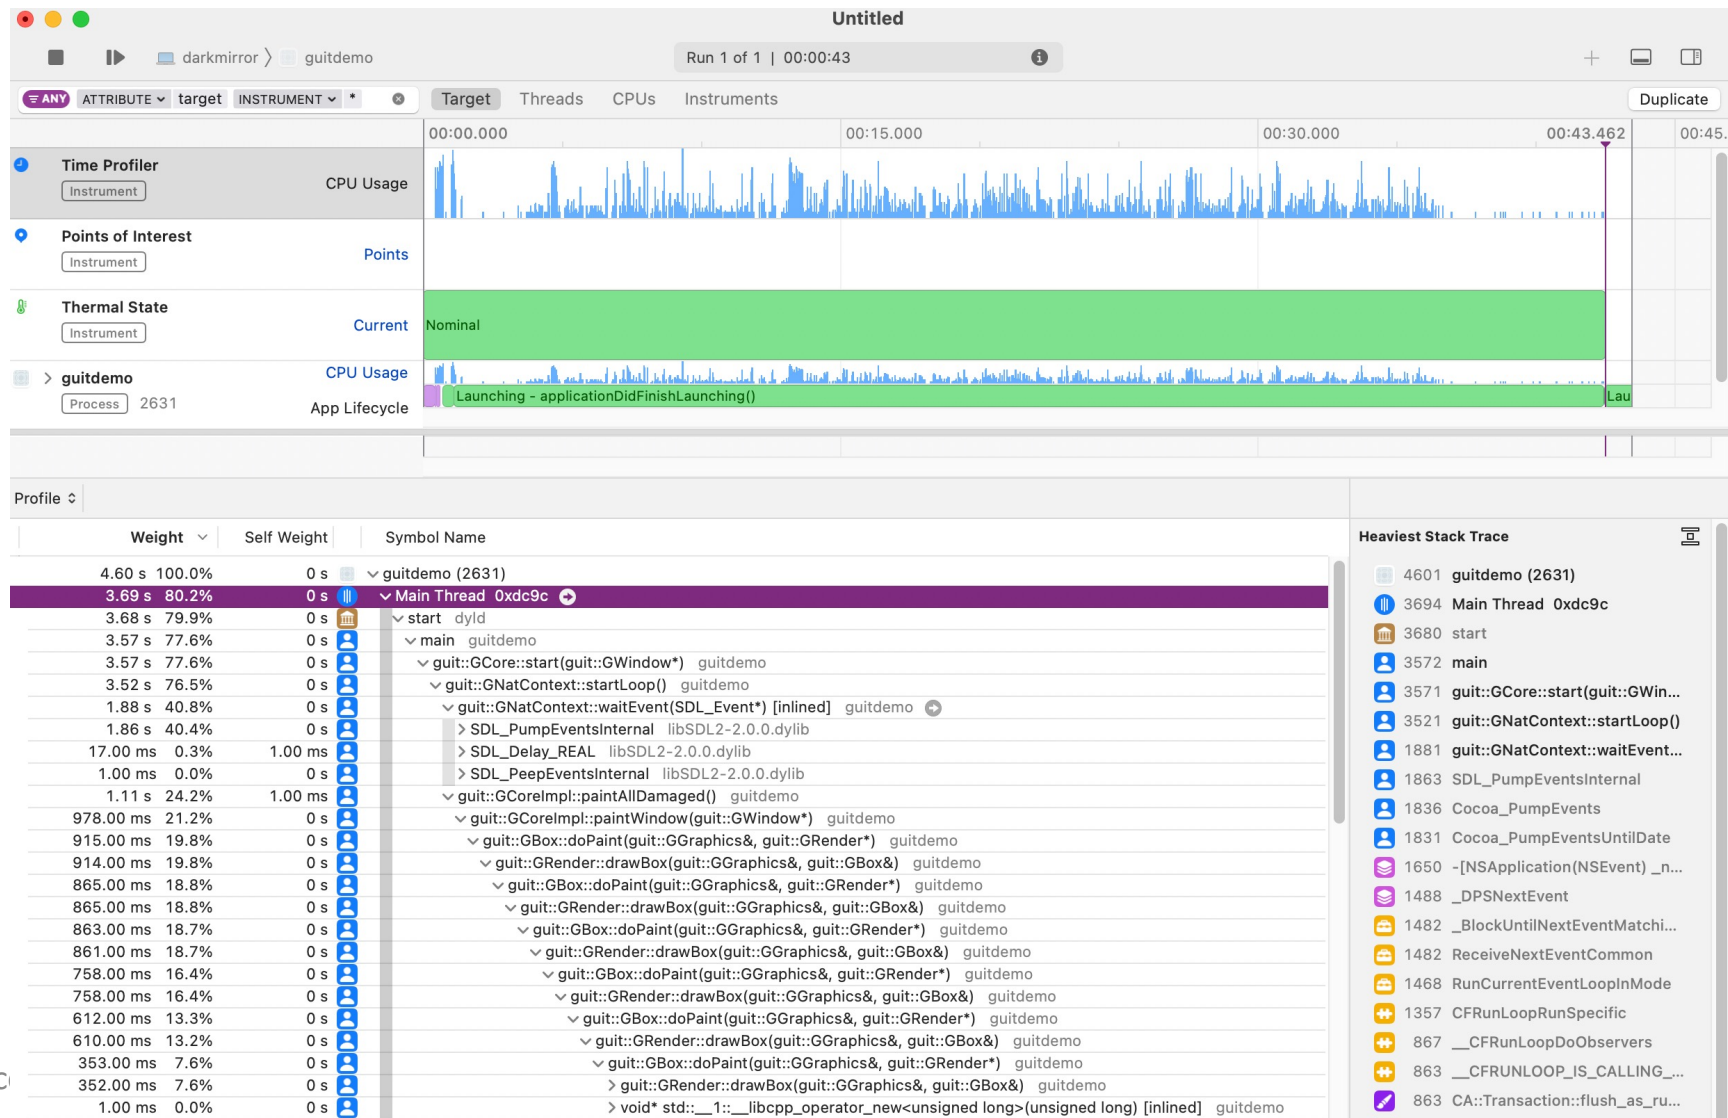 Untitled
darkmirror guitdemo Run 1 of 1 | 00:00:43
ANY ATTRIBUTE target INSTRUMENT * Target Threads CPUs Instruments Duplicate
00:00.000 00:15.000 00:30.000 00:43.462 00:45.
Time Profiler
Instrument CPU Usage
Points of Interest
Instrument Points
Thermal State
Instrument Current Nominal
guitdemo CPU Usage
Process 2631 App Lifecycle Launching - applicationDidFinishLaunching() Lau
Profile
Weight Self Weight Symbol Name
4.60 s 100.0% 0 s guitdemo (2631)
3.69 s 80.2% 0 s Main Thread 0xdc9c
3.68 s 79.9% 0 s start dyld
3.57 s 77.6% 0 s main guitdemo
3.57 s 77.6% 0 s guit::GCore::start(guit::GWindow*) guitdemo
3.52 s 76.5% 0 s guit::GNatContext::startLoop() guitdemo
1.88 s 40.8% 0 s guit::GNatContext::waitEvent(SDL_Event*) [inlined] guitdemo
1.86 s 40.4% 0 s SDL_PumpEventsInternal libSDL2-2.0.0.dylib
17.00 ms 0.3% 1.00 ms SDL_Delay_REAL libSDL2-2.0.0.dylib
1.00 ms 0.0% 0 s SDL_PeepEventsInternal libSDL2-2.0.0.dylib
1.11 s 24.2% 1.00 ms guit::GCoreImpl::paintAllDamaged() guitdemo
978.00 ms 21.2% 0 s guit::GCoreImpl::paintWindow(guit::GWindow*) guitdemo
915.00 ms 19.8% 0 s guit::GBox::doPaint(guit::GGraphics&, guit::GRender*) guitdemo
914.00 ms 19.8% 0 s guit::GRender::drawBox(guit::GGraphics&, guit::GBox&) guitdemo
865.00 ms 18.8% 0 s guit::GBox::doPaint(guit::GGraphics&, guit::GRender*) guitdemo
865.00 ms 18.8% 0 s guit::GRender::drawBox(guit::GGraphics&, guit::GBox&) guitdemo
863.00 ms 18.7% 0 s guit::GBox::doPaint(guit::GGraphics&, guit::GRender*) guitdemo
861.00 ms 18.7% 0 s guit::GRender::drawBox(guit::GGraphics&, guit::GBox&) guitdemo
758.00 ms 16.4% 0 s guit::GBox::doPaint(guit::GGraphics&, guit::GRender*) guitdemo
758.00 ms 16.4% 0 s guit::GRender::drawBox(guit::GGraphics&, guit::GBox&) guitdemo
612.00 ms 13.3% 0 s guit::GBox::doPaint(guit::GGraphics&, guit::GRender*) guitdemo
610.00 ms 13.2% 0 s guit::GRender::drawBox(guit::GGraphics&, guit::GBox&) guitdemo
353.00 ms 7.6% 0 s guit::GBox::doPaint(guit::GGraphics&, guit::GRender*) guitdemo
352.00 ms 7.6% 0 s guit::GRender::drawBox(guit::GGraphics&, guit::GBox&) guitdemo
1.00 ms 0.0% 0 s void* std::__1::__libcpp_operator_new<unsigned long>(unsigned long) [inlined] guitdemo
Heaviest Stack Trace
4601 guitdemo (2631)
3694 Main Thread 0xdc9c
3680 start
3572 main
3571 guit::GCore::start(guit::GWin...
3521 guit::GNatContext::startLoop()
1881 guit::GNatContext::waitEvent...
1863 SDL_PumpEventsInternal
1836 Cocoa_PumpEvents
1831 Cocoa_PumpEventsUntilDate
1650 -[NSApplication(NSEvent) _n...
1488 _DPSNextEvent
1482 _BlockUntilNextEventMatchi...
1482 ReceiveNextEventCommon
1468 RunCurrentEventLoopInMode
1357 CFRunLoopRunSpecific
867 __CFRunLoopDoObservers
863 __CFRUNLOOP_IS_CALLING_...
863 CA::Transaction::flush_as_ru...